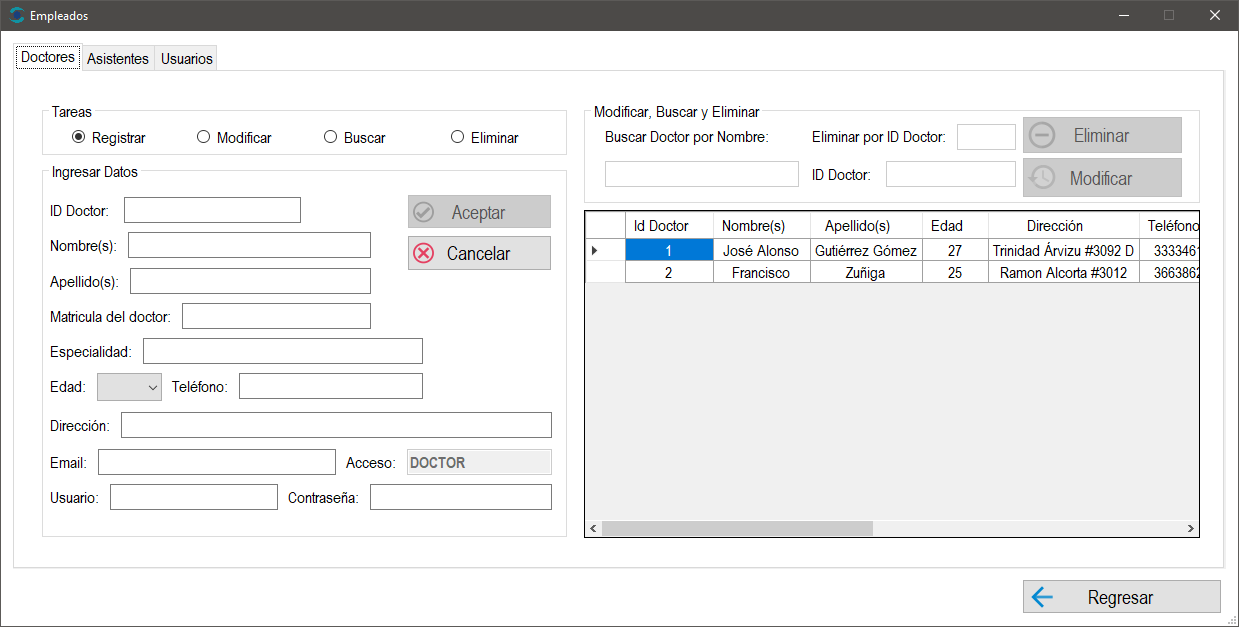 Empleados
Doctores Asistentes Usuarios
Tareas
Registrar Modificar Buscar Eliminar
Ingresar Datos
ID Doctor:
Aceptar
Nombre(s):
Cancelar
Apellido(s):
Matricula del doctor:
Especialidad:
Edad: Teléfono:
Dirección:
Email: Acceso: DOCTOR
Usuario: Contraseña:
Modificar, Buscar y Eliminar
Buscar Doctor por Nombre: Eliminar por ID Doctor: Eliminar
ID Doctor: Modificar
Id Doctor Nombre(s) Apellido(s) Edad Dirección Teléfono
1 José Alonso Gutiérrez Gómez 27 Trinidad Árvizu #3092 D 333346
2 Francisco Zuñiga 25 Ramon Alcorta #3012 3663862
Regresar